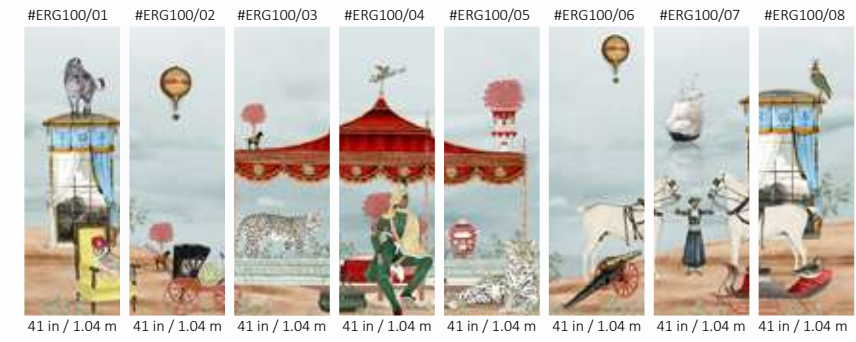 #ERG100/01 #ERG100/02 #ERG100/03 #ERG100/04 #ERG100/05 #ERG100/06 #ERG100/07 #ERG100/08
41 in / 1.04 m 41 in / 1.04 m 41 in / 1.04 m 41 in / 1.04 m 41 in / 1.04 m 41 in / 1.04 m 41 in / 1.04 m 41 in / 1.04 m